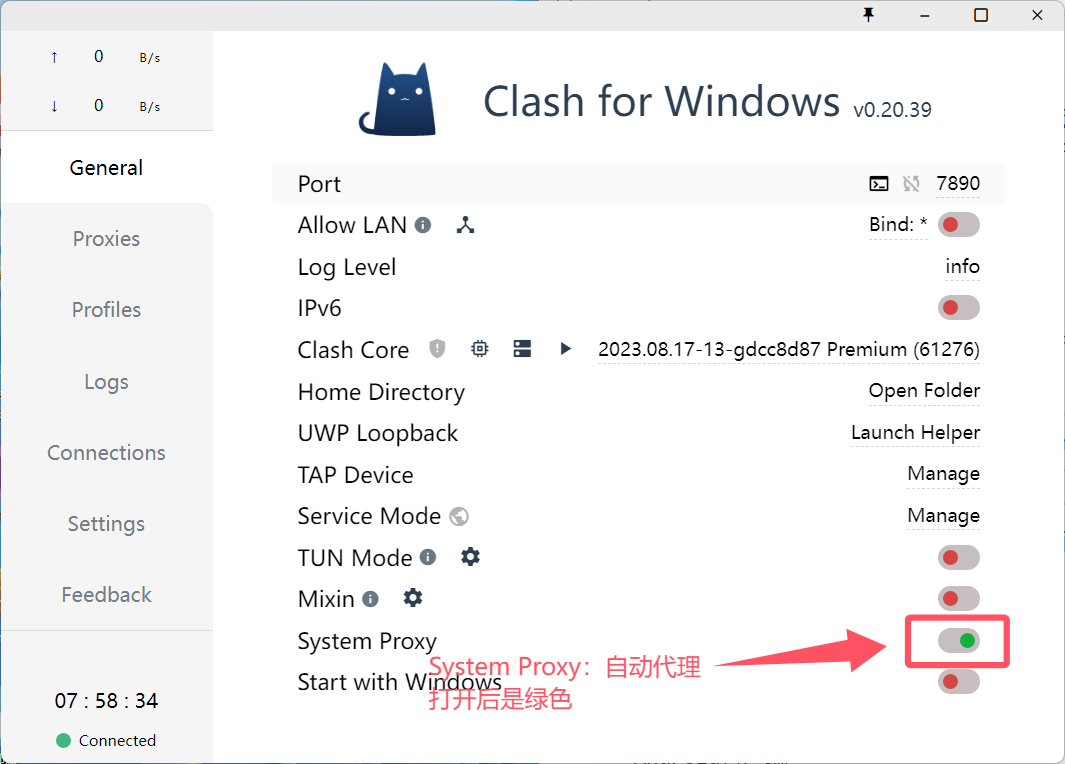 ↑ 0 B/s
↓ 0 B/s
General
Proxies
Profiles
Logs
Connections
Settings
Feedback
07 : 58 : 34
Connected
Clash for Windows v0.20.39
Port 7890
Allow LAN Bind: *
Log Level info
IPv6
Clash Core 2023.08.17-13-gdcc8d87 Premium (61276)
Home Directory Open Folder
UWP Loopback Launch Helper
TAP Device Manage
Service Mode Manage
TUN Mode
Mixin
System Proxy
System Proxy：自动代理
Start with Windows
打开后是绿色